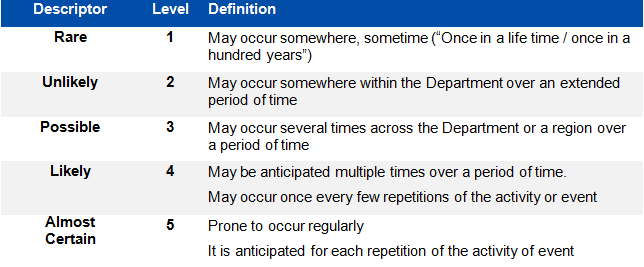 Descriptor Level Definition
Rare 1 May occur somewhere, sometime (“Once in a life time / once in a
hundred years”)
Unlikely 2 May occur somewhere within the Department over an extended
period of time
Possible 3 May occur several times across the Department or a region over
a period of time
Likely 4 May be anticipated multiple times over a period of time.
May occur once every few repetitions of the activity or event
Almost
Certain 5 Prone to occur regularly
It is anticipated for each repetition of the activity of event